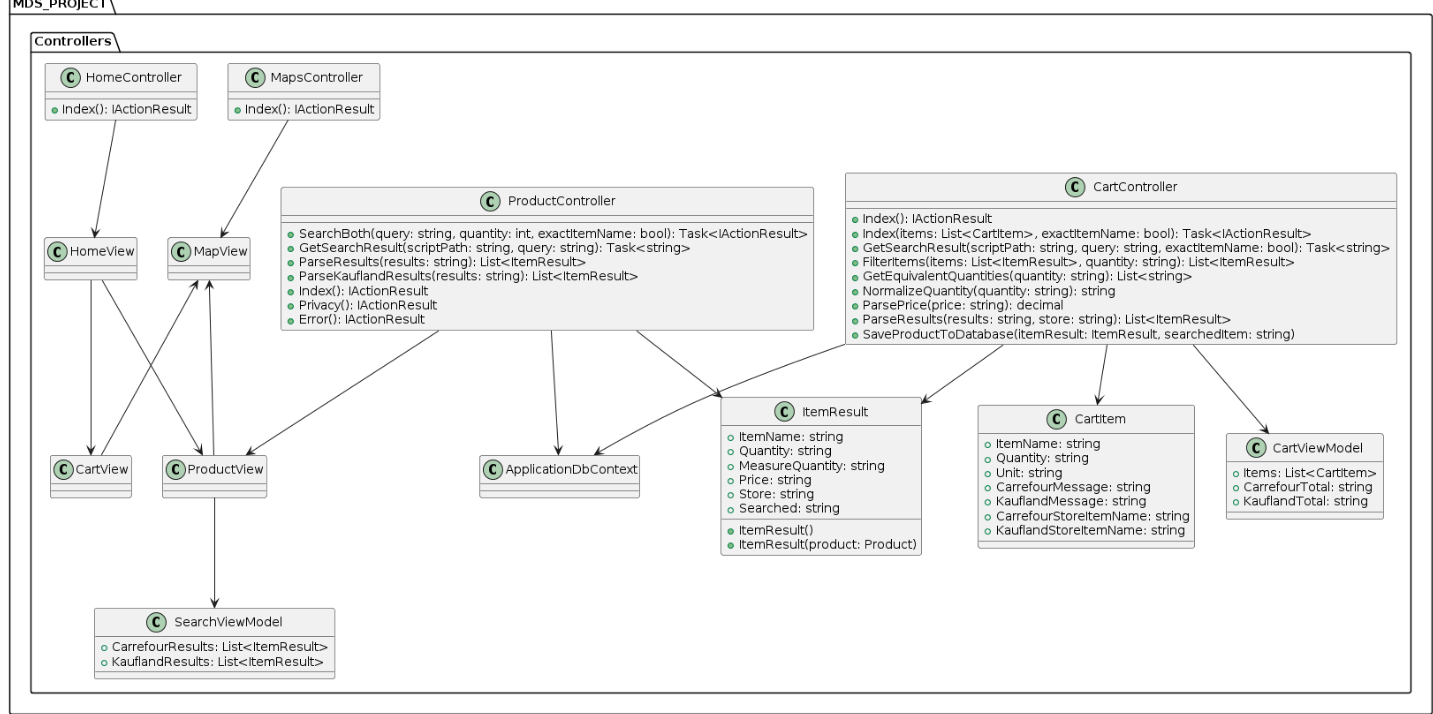 MDS_PROJECT
Controllers
C HomeController
Index(): IActionResult
C MapsController
Index(): IActionResult
C ProductController
SearchBoth(query: string, quantity: int, exactItemName: bool): Task<IActionResult>
GetSearchResult(scriptPath: string, query: string): Task<string>
ParseResults(results: string): List<ItemResult>
ParseKauflandResults(results: string): List<ItemResult>
Index(): IActionResult
Privacy(): IActionResult
Error(): IActionResult
C CartController
Index(): IActionResult
Index(items: List<CartItem>, exactItemName: bool): Task<IActionResult>
GetSearchResult(scriptPath: string, query: string, exactItemName: bool): Task<string>
FilterItems(items: List<ItemResult>, quantity: string): List<ItemResult>
GetEquivalentQuantities(quantity: string): List<string>
NormalizeQuantity(quantity: string): string
ParsePrice(price: string): decimal
ParseResults(results: string, store: string): List<ItemResult>
SaveProductToDatabase(itemResult: ItemResult, searchedItem: string)
C HomeView
C MapView
C CartView
C ProductView
C ApplicationDbContext
C ItemResult
ItemName: string
Quantity: string
MeasureQuantity: string
Price: string
Store: string
Searched: string
ItemResult()
ItemResult(product: Product)
C CartItem
ItemName: string
Quantity: string
Unit: string
CarrefourMessage: string
KauflandMessage: string
CarrefourStoreItemName: string
KauflandStoreItemName: string
C CartViewModel
Items: List<CartItem>
CarrefourTotal: string
KauflandTotal: string
C SearchViewModel
CarrefourResults: List<ItemResult>
KauflandResults: List<ItemResult>